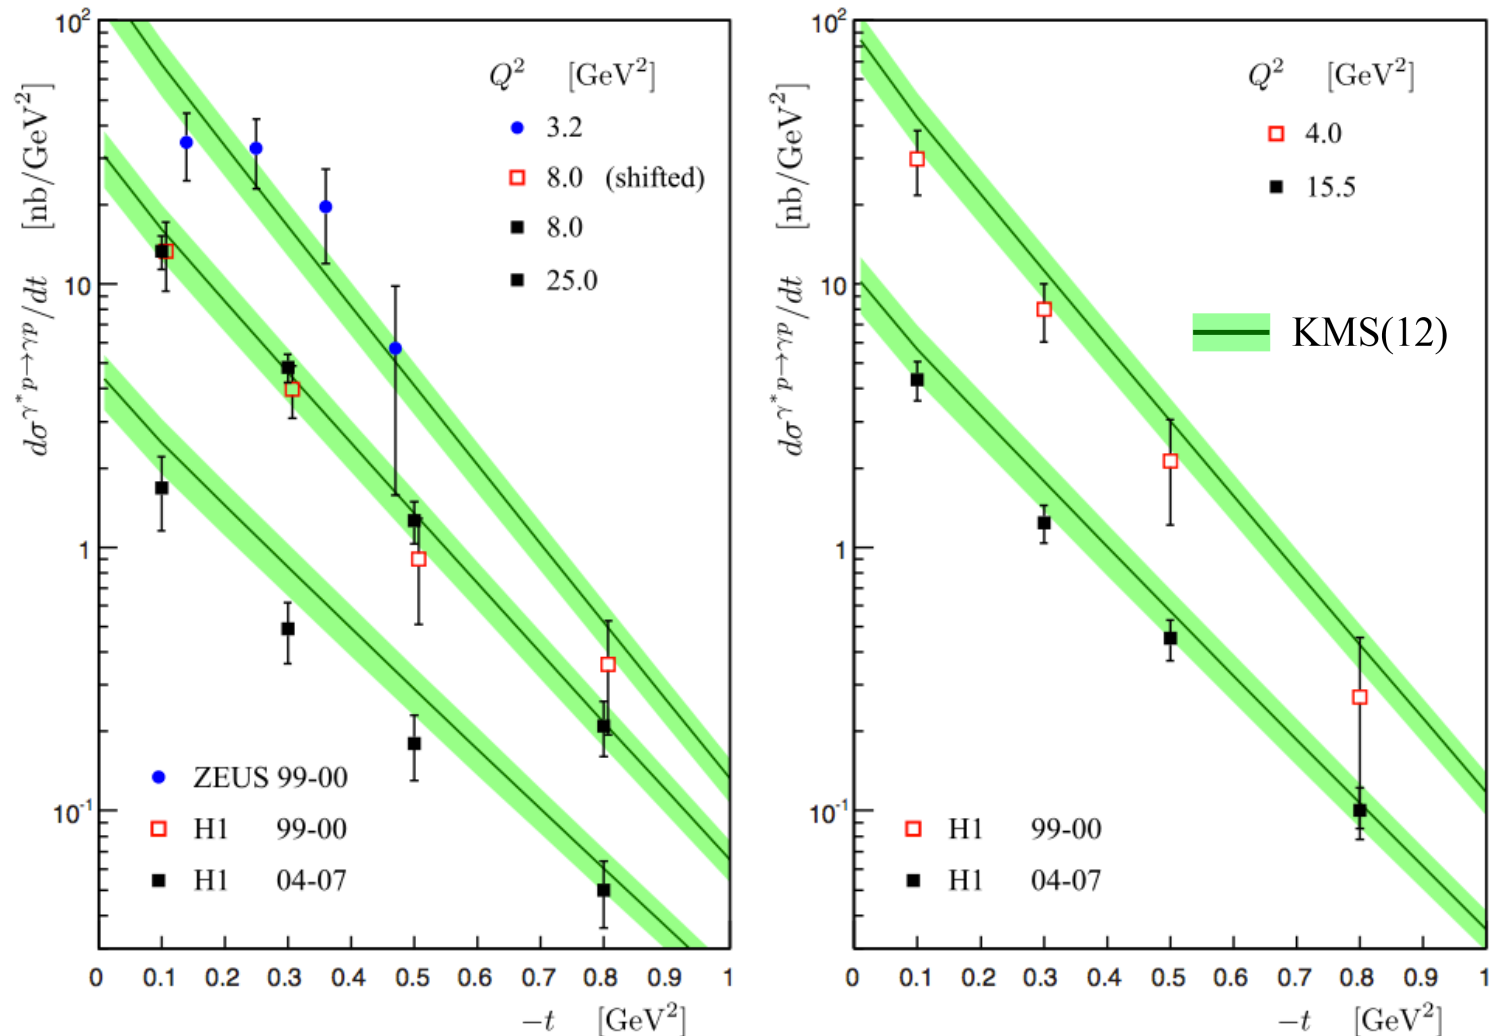 10²
10
1
10⁻¹
dσ^{γ*p→γp}/dt [nb/GeV²]
Q² [GeV²]
3.2
8.0 (shifted)
8.0
25.0
ZEUS 99-00
H1 99-00
H1 04-07
0 0.1 0.2 0.3 0.4 0.5 0.6 0.7 0.8 0.9 1
−t [GeV²]
10²
10
1
10⁻¹
dσ^{γ*p→γp}/dt [nb/GeV²]
Q² [GeV²]
4.0
15.5
KMS(12)
H1 99-00
H1 04-07
0 0.1 0.2 0.3 0.4 0.5 0.6 0.7 0.8 0.9 1
−t [GeV²]